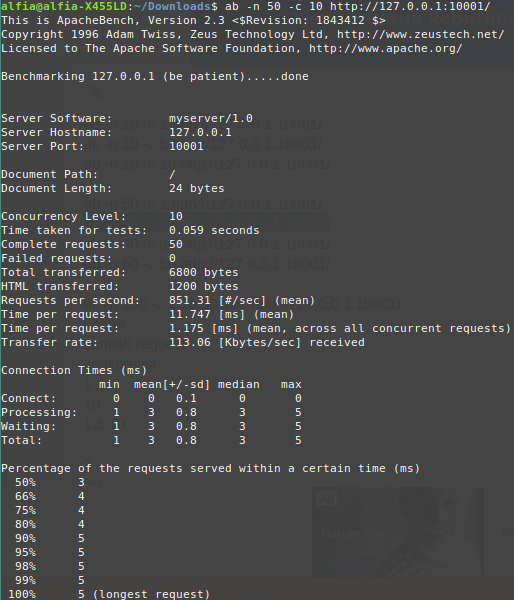 alfia@alfia-X455LD:~/Downloads$ ab -n 50 -c 10 http://127.0.0.1:10001/
This is ApacheBench, Version 2.3 <$Revision: 1843412 $>
Copyright 1996 Adam Twiss, Zeus Technology Ltd, http://www.zeustech.net/
Licensed to The Apache Software Foundation, http://www.apache.org/

Benchmarking 127.0.0.1 (be patient).....done


Server Software:        myserver/1.0
Server Hostname:        127.0.0.1
Server Port:            10001

Document Path:          /
Document Length:        24 bytes

Concurrency Level:      10
Time taken for tests:   0.059 seconds
Complete requests:      50
Failed requests:        0
Total transferred:      6800 bytes
HTML transferred:       1200 bytes
Requests per second:    851.31 [#/sec] (mean)
Time per request:       11.747 [ms] (mean)
Time per request:       1.175 [ms] (mean, across all concurrent requests)
Transfer rate:          113.06 [Kbytes/sec] received

Connection Times (ms)
              min  mean[+/-sd] median   max
Connect:        0    0   0.1      0       0
Processing:     1    3   0.8      3       5
Waiting:        1    3   0.8      3       5
Total:          1    3   0.8      3       5

Percentage of the requests served within a certain time (ms)
  50%      3
  66%      4
  75%      4
  80%      4
  90%      5
  95%      5
  98%      5
  99%      5
 100%      5 (longest request)